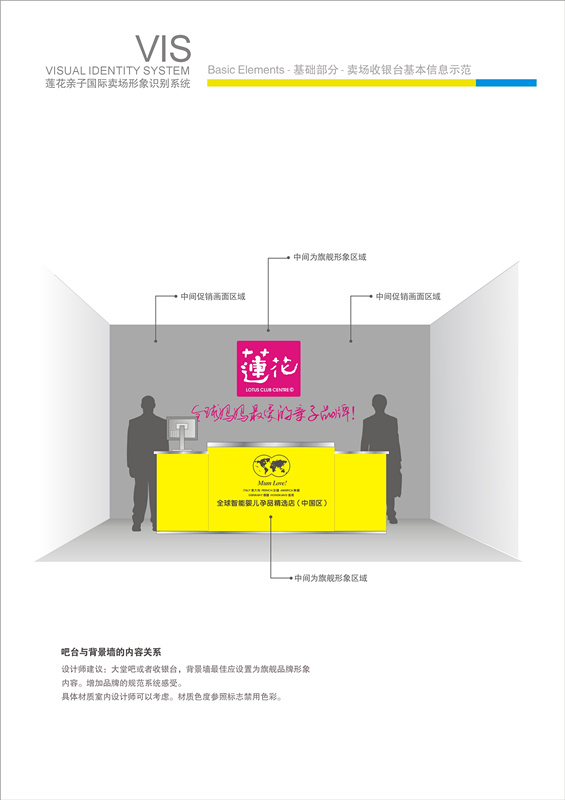 VIS
VISUAL IDENTITY SYSTEM
莲花亲子国际卖场形象识别系统
Basic Elements - 基础部分 - 卖场收银台基本信息示范
中间为旗舰形象区域
中间促销画面区域
中间促销画面区域
蓮花
LOTUS CLUB CENTRE
全球妈妈最爱的亲子品牌!
Mum Love!
全球智能婴儿孕品精选店(中国区)
中间为旗舰形象区域
吧台与背景墙的内容关系
设计师建议:大堂吧或者收银台,背景墙最佳应设置为旗舰品牌形象
内容。增加品牌的规范系统感受。
具体材质室内设计师可以考虑。材质色度参照标志禁用色彩。